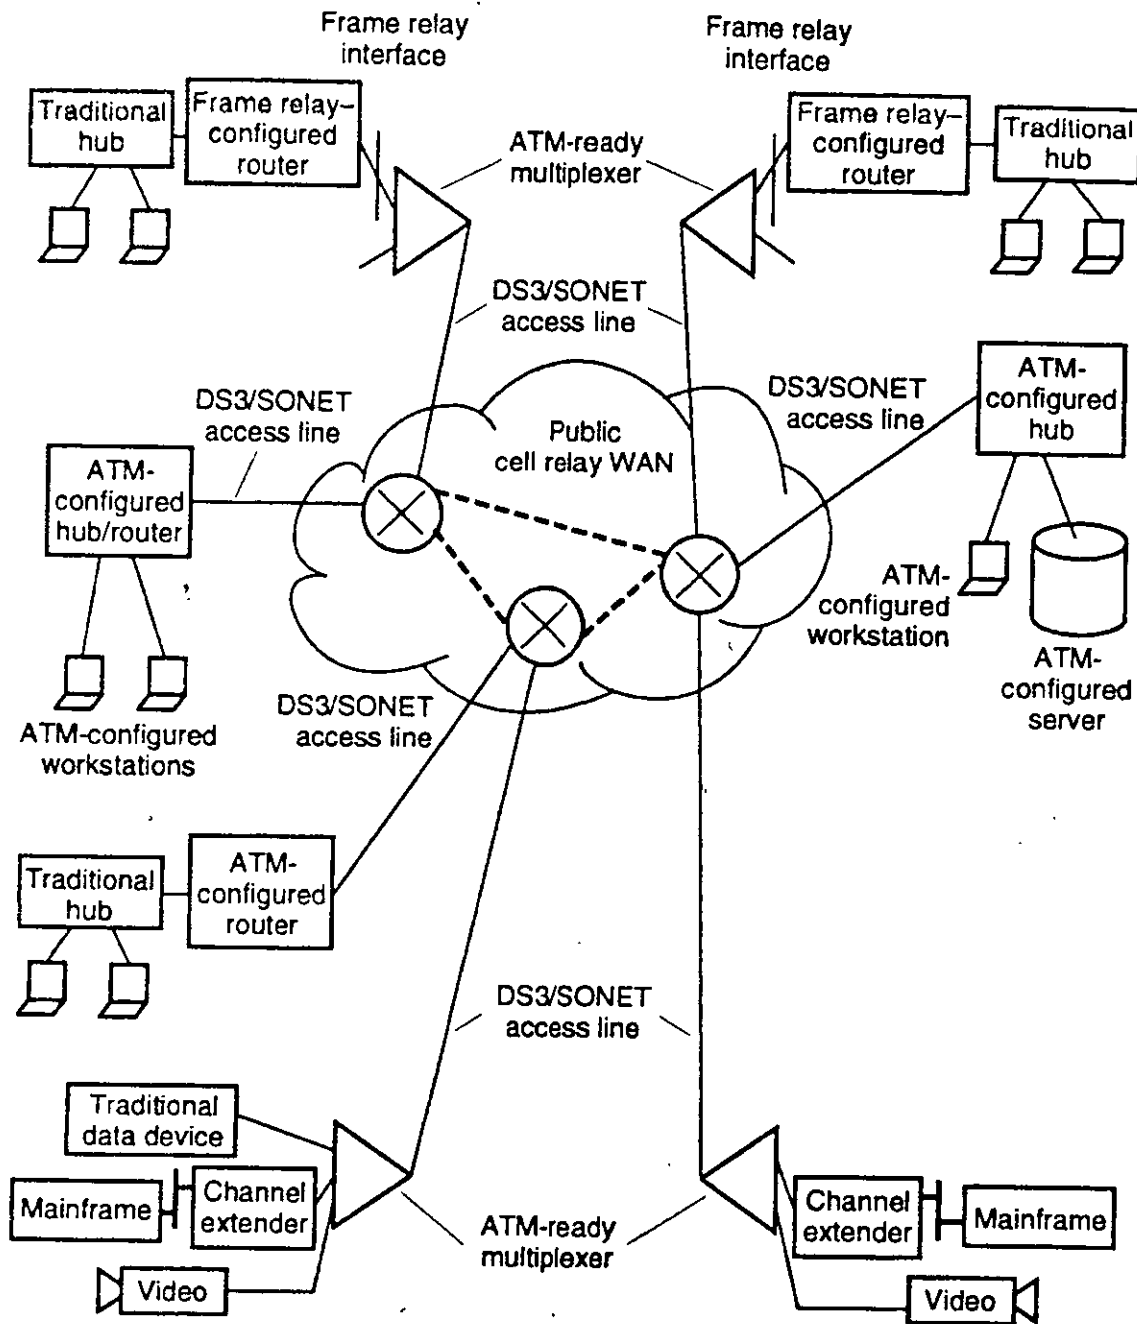 Frame relay
interface
Frame relay
interface
Traditional
hub
Frame relay–
configured
router
ATM-ready
multiplexer
Frame relay–
configured
router
Traditional
hub
DS3/SONET
access line
DS3/SONET
access line
Public
cell relay WAN
DS3/SONET
access line
ATM-
configured
hub
ATM-
configured
hub/router
ATM-
configured
workstation
ATM-
configured
server
ATM-configured
workstations
DS3/SONET
access line
Traditional
hub
ATM-
configured
router
DS3/SONET
access line
Traditional
data device
Mainframe
Channel
extender
Video
ATM-ready
multiplexer
Channel
extender
Mainframe
Video